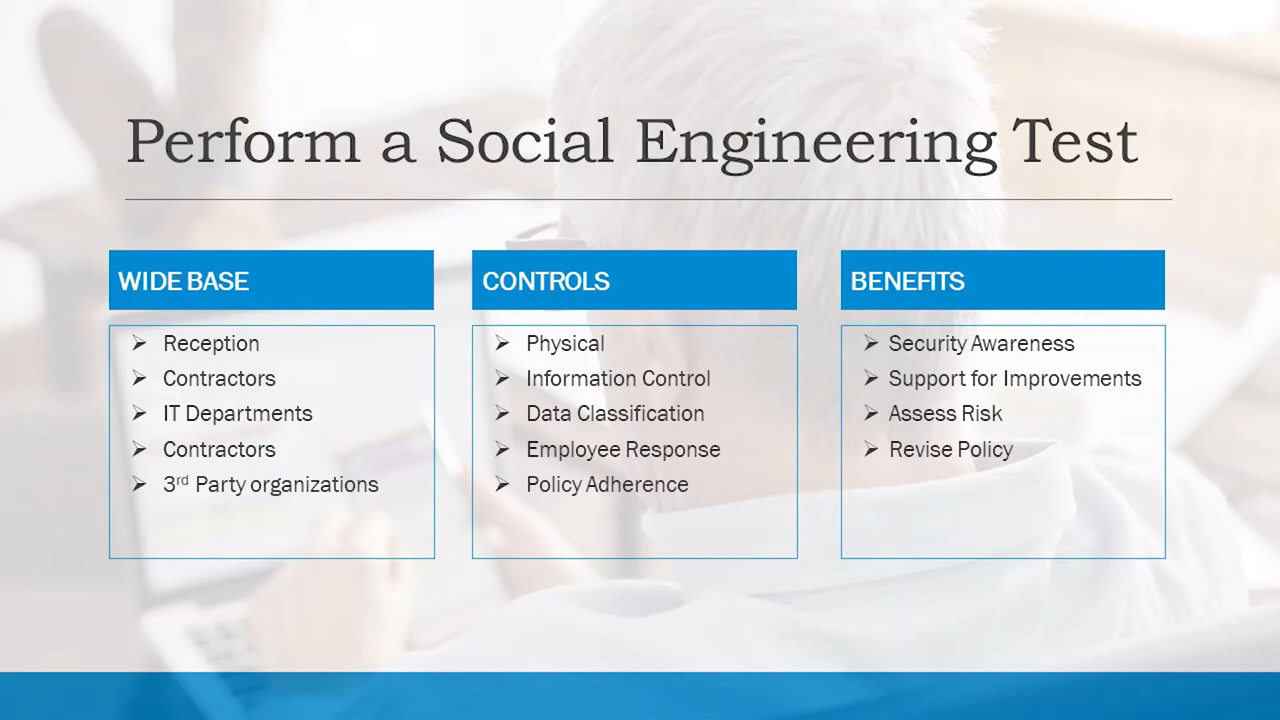 Perform a Social Engineering Test
WIDE BASE
➢ Reception
➢ Contractors
➢ IT Departments
➢ Contractors
➢ 3rd Party organizations
CONTROLS
➢ Physical
➢ Information Control
➢ Data Classification
➢ Employee Response
➢ Policy Adherence
BENEFITS
➢ Security Awareness
➢ Support for Improvements
➢ Assess Risk
➢ Revise Policy